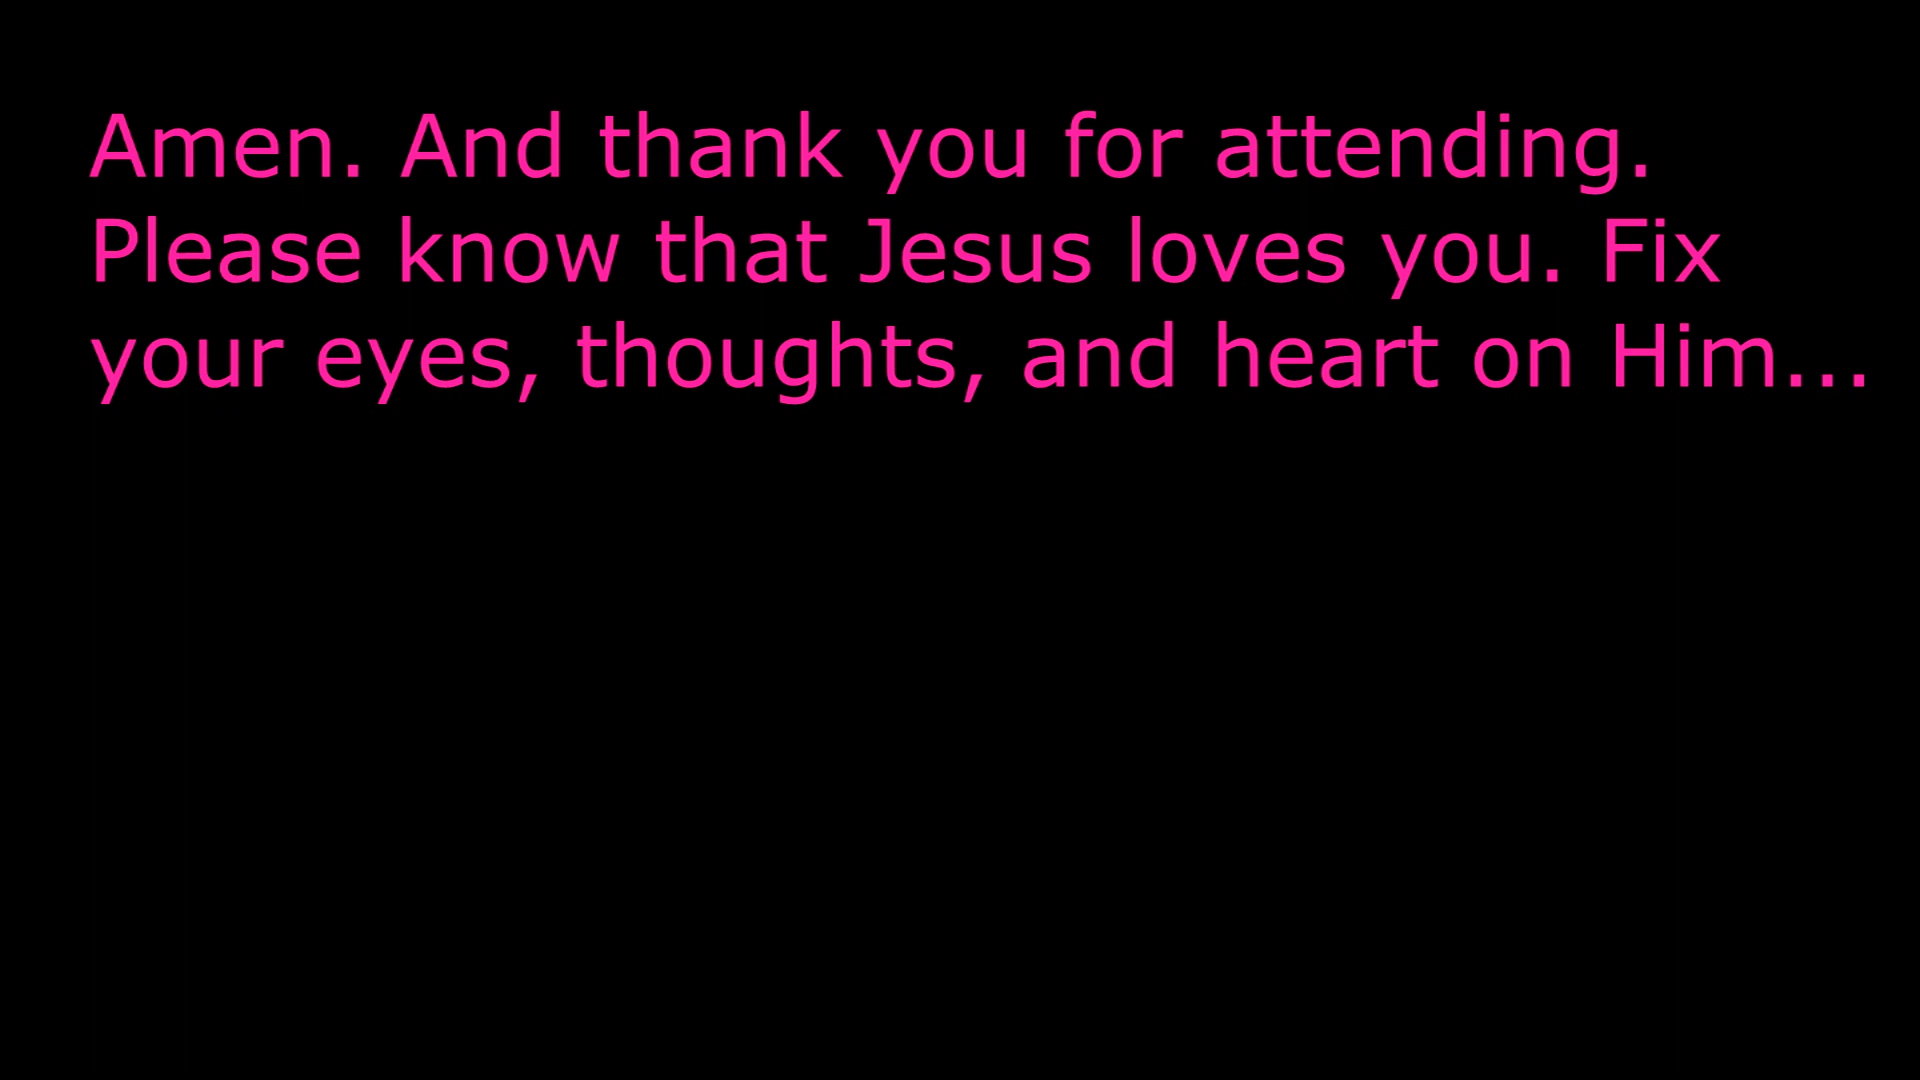 Amen. And thank you for attending.
Please know that Jesus loves you. Fix
your eyes, thoughts, and heart on Him...